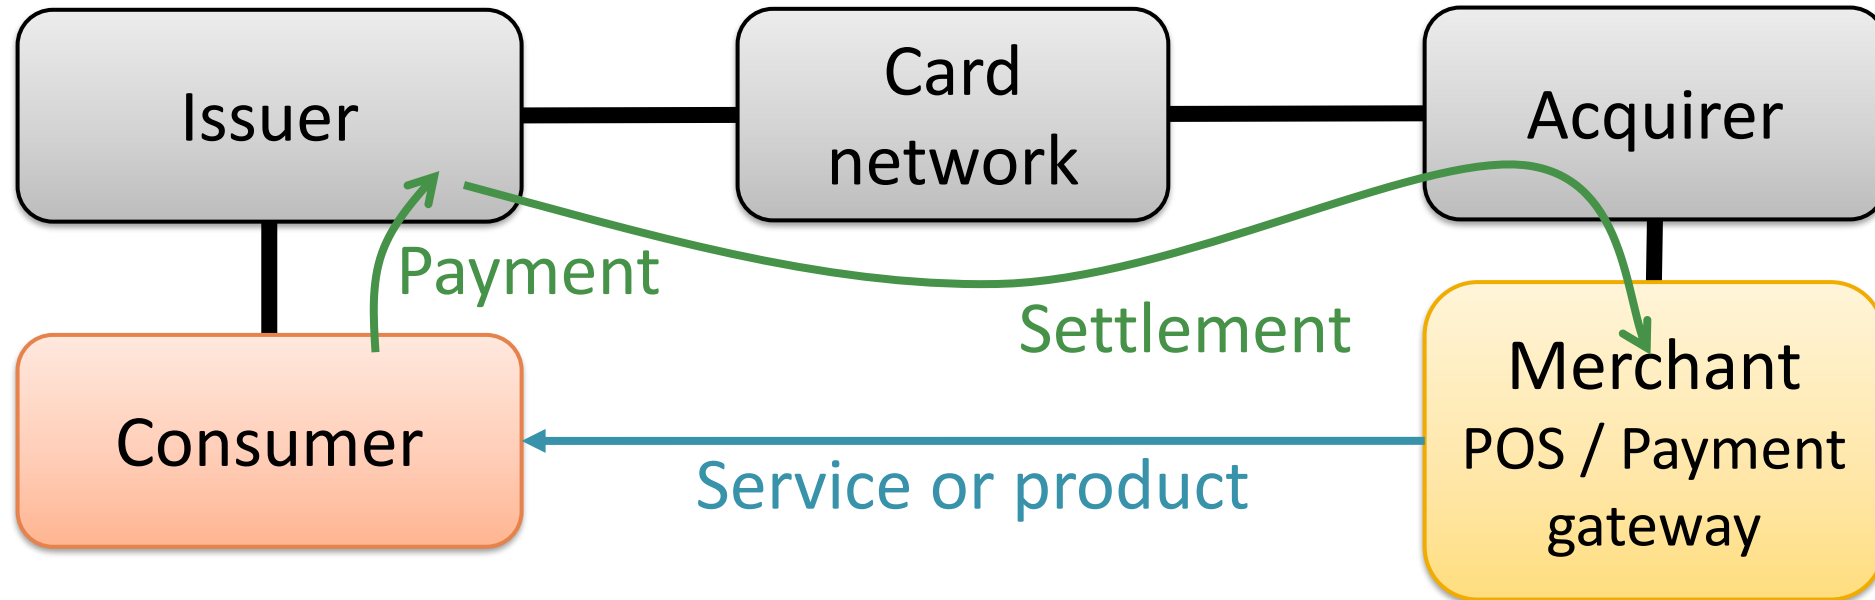 Issuer
Card
network
Acquirer
Payment
Settlement
Consumer
Service or product
Merchant
POS / Payment
gateway